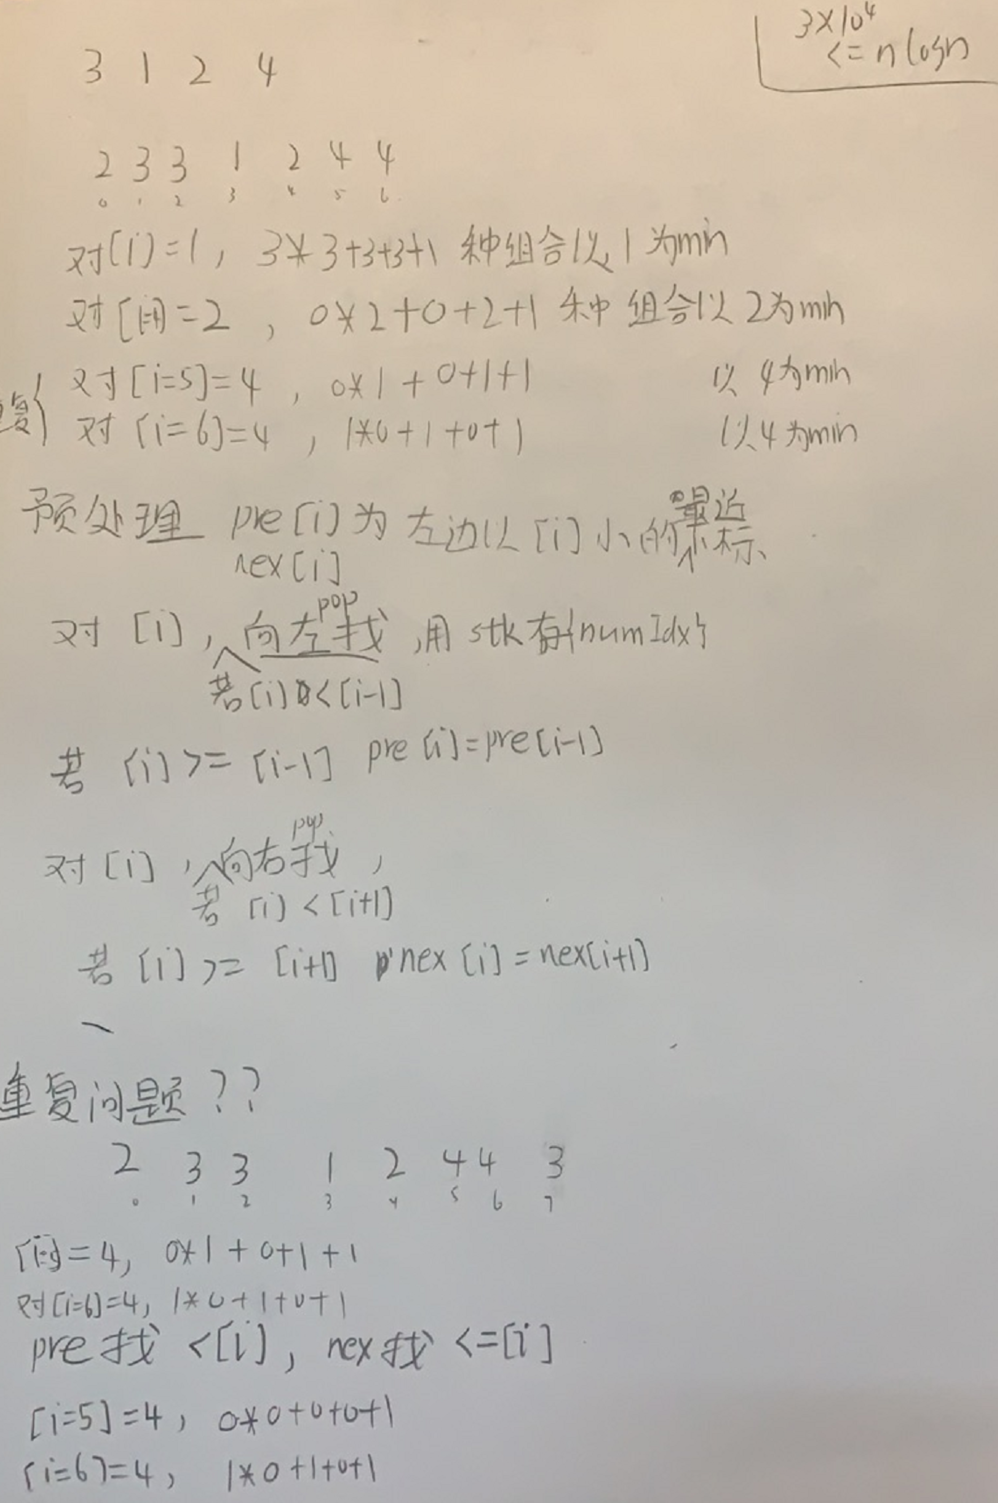 3×10⁴
<= nlogn
3 1 2 4
2 3 3 1 2 4 4
0 1 2 3 4 5 6
对[i]=1, 3*3+3+3+1 种组合以1为min
对[i=4]=2, 0*2+0+2+1 种组合以2为min
对[i=5]=4, 0*1+0+1+1 以4为min
复{ 对[i=6]=4, 1*0+1+0+1 以4为min
预处理 pre[i]为左边以[i]小的最近下标、
nex[i]
pop
对[i], 向左找, 用stk存{numIdx}
若[i]<[i-1]
若[i]>=[i-1] pre[i]=pre[i-1]
pop
对[i], 向右找,
若[i]<[i+1]
若[i]>=[i+1] nex[i]=nex[i+1]
重复问题??
2 3 3 1 2 4 4 3
0 1 2 3 4 5 6 7
=4, 0*1+0+1+1
对[i=6]=4, 1*0+1+0+1
pre找<[i], nex找<=[i]
[i=5]=4, 0*0+0+0+1
[i=6]=4, 1*0+1+0+1